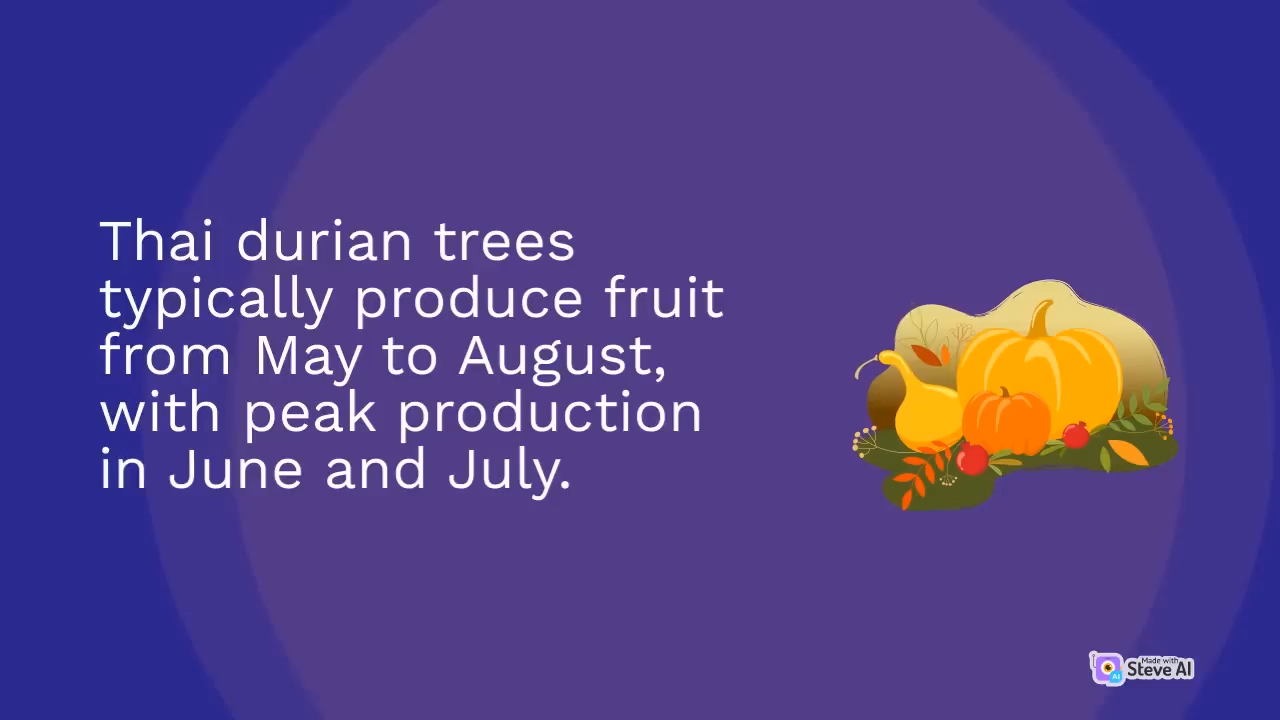 Thai durian trees
typically produce fruit
from May to August,
with peak production
in June and July.
Made with
Steve AI